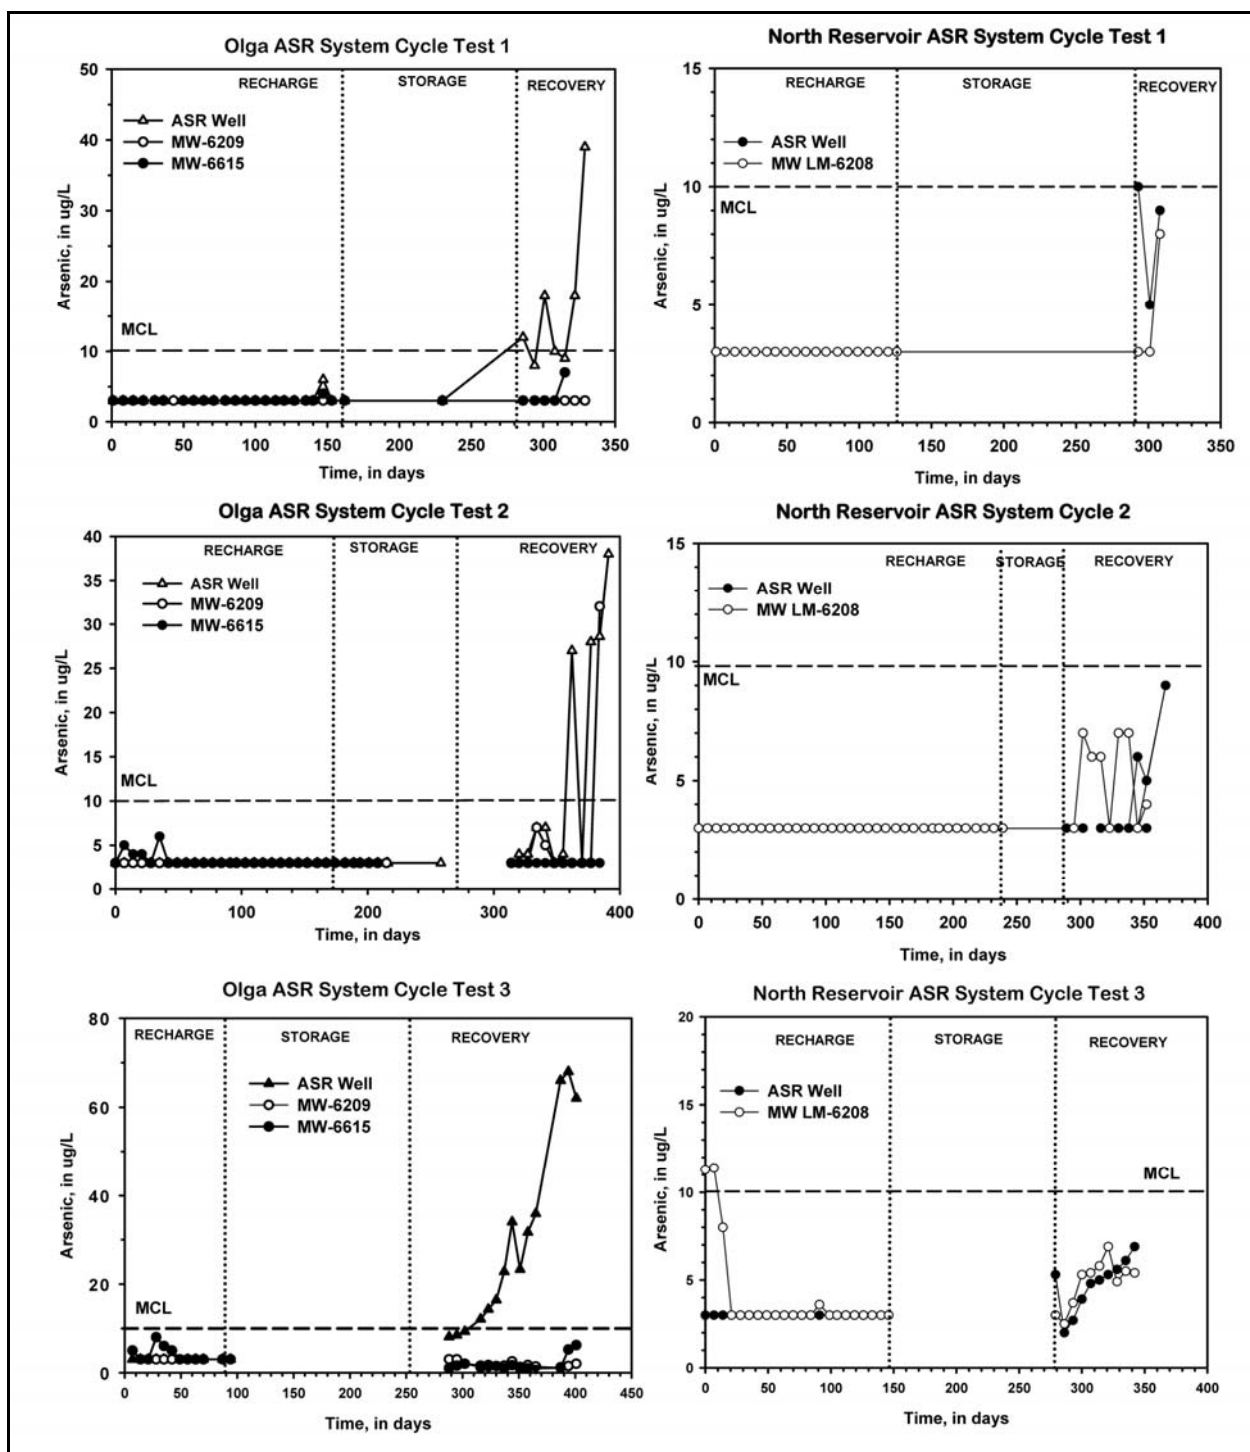 Olga ASR System Cycle Test 1
RECHARGE STORAGE RECOVERY
ASR Well
MW-6209
MW-6615
MCL
Arsenic, in ug/L
50
40
30
20
10
0
0 50 100 150 200 250 300 350
Time, in days
North Reservoir ASR System Cycle Test 1
RECHARGE STORAGE RECOVERY
ASR Well
MW LM-6208
MCL
Arsenic, in ug/L
15
10
5
0
0 50 100 150 200 250 300 350
Time, in days
Olga ASR System Cycle Test 2
RECHARGE STORAGE RECOVERY
ASR Well
MW-6209
MW-6615
MCL
Arsenic, in ug/L
40
35
30
25
20
15
10
5
0
0 100 200 300 400
Time, in days
North Reservoir ASR System Cycle 2
RECHARGE STORAGE RECOVERY
ASR Well
MW LM-6208
MCL
Arsenic, in ug/L
15
10
5
0
0 50 100 150 200 250 300 350 400
Time, in days
Olga ASR System Cycle Test 3
RECHARGE STORAGE RECOVERY
ASR Well
MW-6209
MW-6615
MCL
Arsenic, in ug/L
80
60
40
20
0
0 50 100 150 200 250 300 350 400 450
Time, in days
North Reservoir ASR System Cycle Test 3
RECHARGE STORAGE RECOVERY
ASR Well
MW LM-6208
MCL
Arsenic, in ug/L
20
15
10
5
0
0 50 100 150 200 250 300 350 400
Time, in days